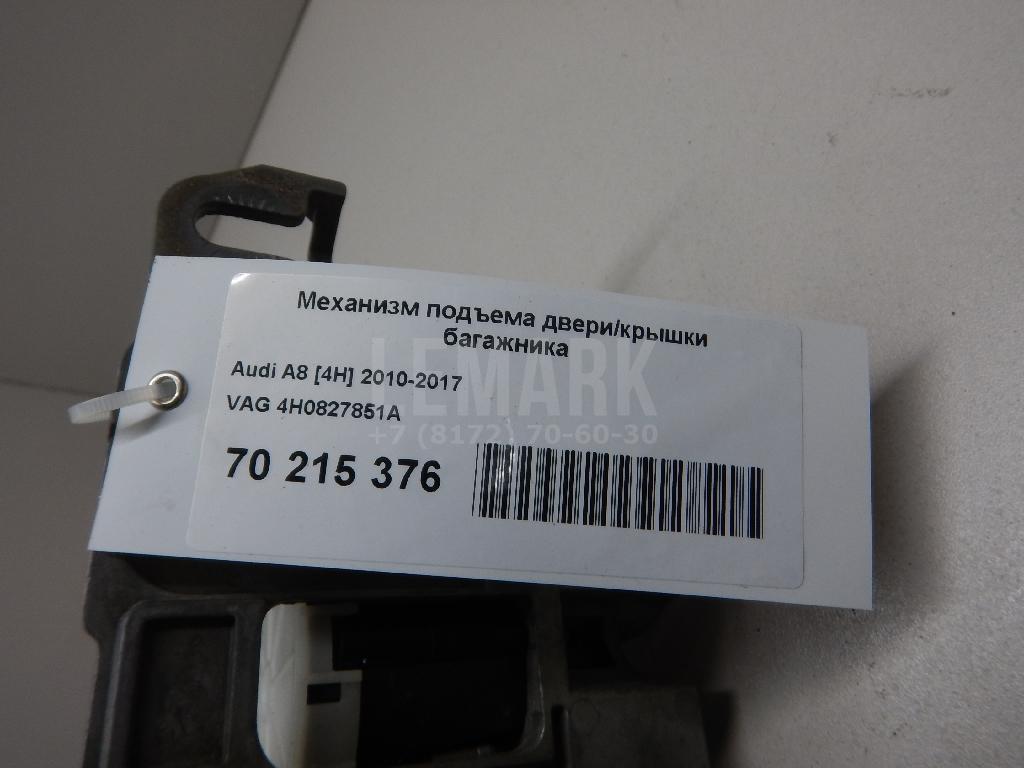 Механизм подъема двери/крышки
багажника
Audi A8 [4H] 2010-2017
VAG 4H0827851A
70 215 376
LEMARK
+7 (8172) 70-60-30